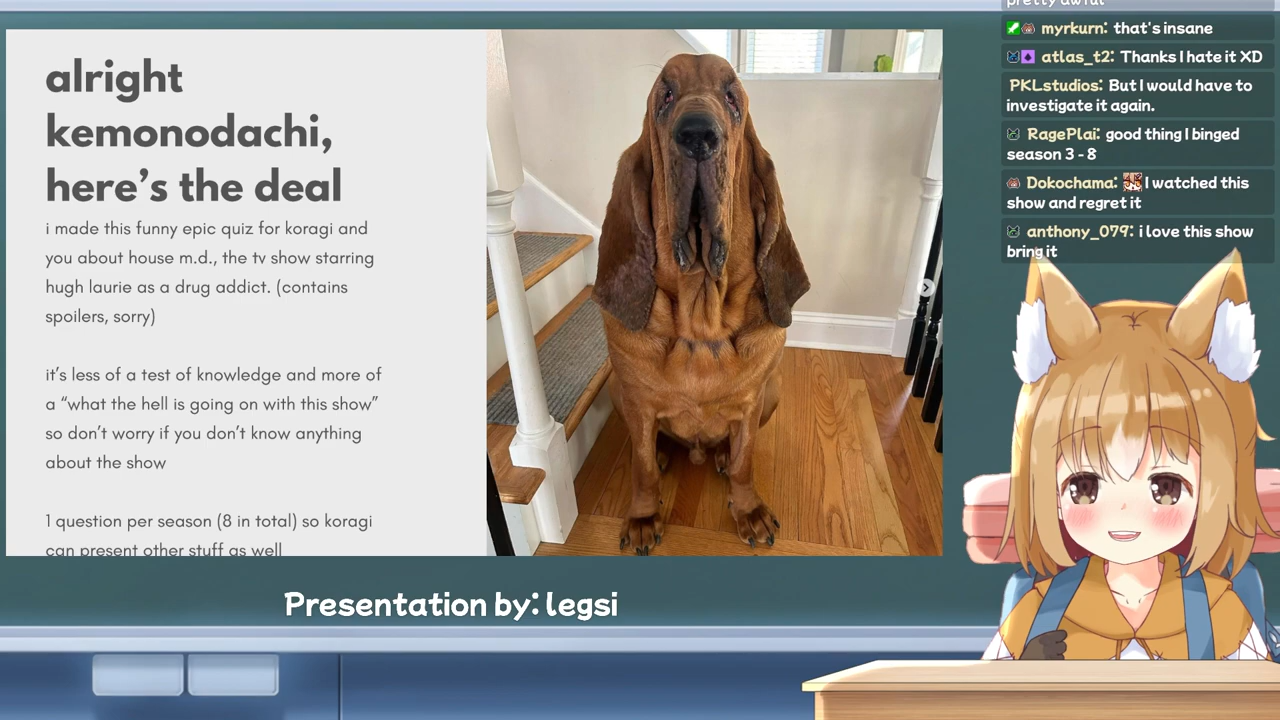 alright
kemonodachi,
here's the deal
i made this funny epic quiz for koragi and
you about house m.d., the tv show starring
hugh laurie as a drug addict. (contains
spoilers, sorry)
it's less of a test of knowledge and more of
a “what the hell is going on with this show”
so don't worry if you don't know anything
about the show
1 question per season (8 in total) so koragi
can present other stuff as well
Presentation by: legsi
pretty awful
myrkurn: that's insane
atlas_t2: Thanks I hate it XD
PKLstudios: But I would have to
investigate it again.
RagePlai: good thing I binged
season 3 - 8
Dokochama: I watched this
show and regret it
anthony_079: i love this show
bring it